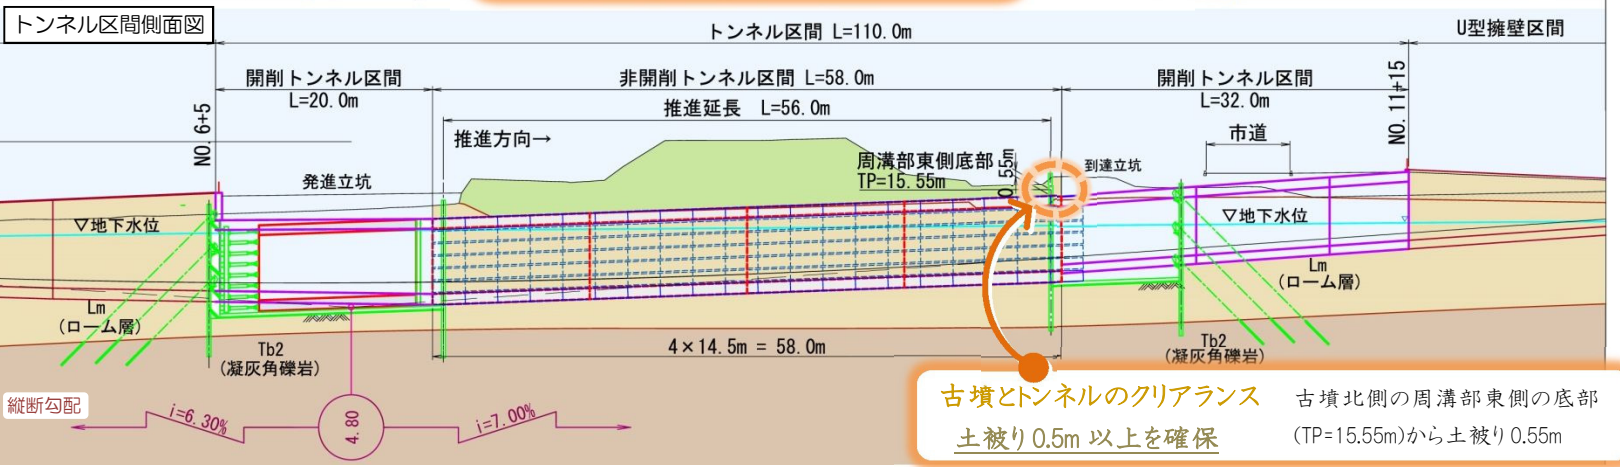 トンネル区間側面図
トンネル区間 L=110.0m
U型擁壁区間
開削トンネル区間
L=20.0m
非開削トンネル区間 L=58.0m
開削トンネル区間
L=32.0m
推進延長 L=56.0m
NO.6+5
NO.11+15
推進方向→
市道
周溝部東側底部
TP=15.55m
0.55m
到達立坑
発進立坑
▽地下水位
▽地下水位
Lm
(ローム層)
Lm
(ローム層)
Tb2
(凝灰角礫岩)
4×14.5m = 58.0m
Tb2
(凝灰角礫岩)
縦断勾配
i=6.30%
4.80
i=7.00%
古墳とトンネルのクリアランス
土被り0.5m 以上を確保
古墳北側の周溝部東側の底部
(TP=15.55m)から土被り0.55m